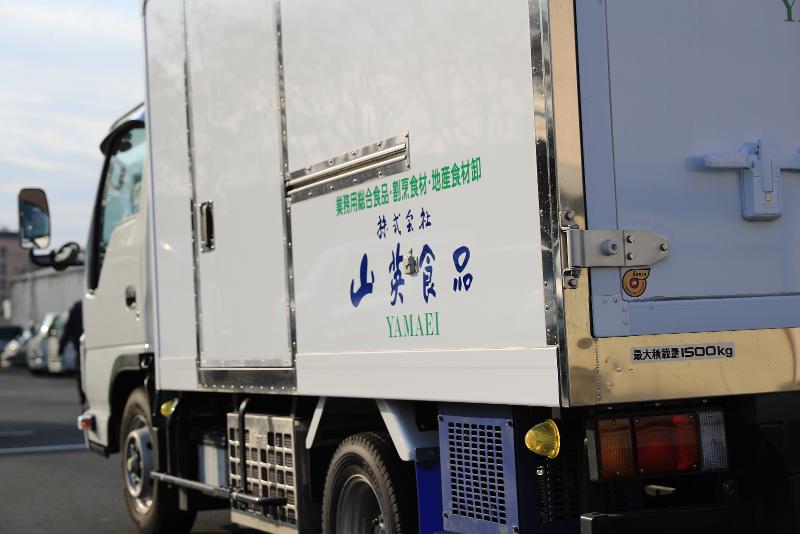 業務用総合食品・割烹食材・地産食材卸
株式会社
山英食品
YAMAEI
最大積載量1500kg